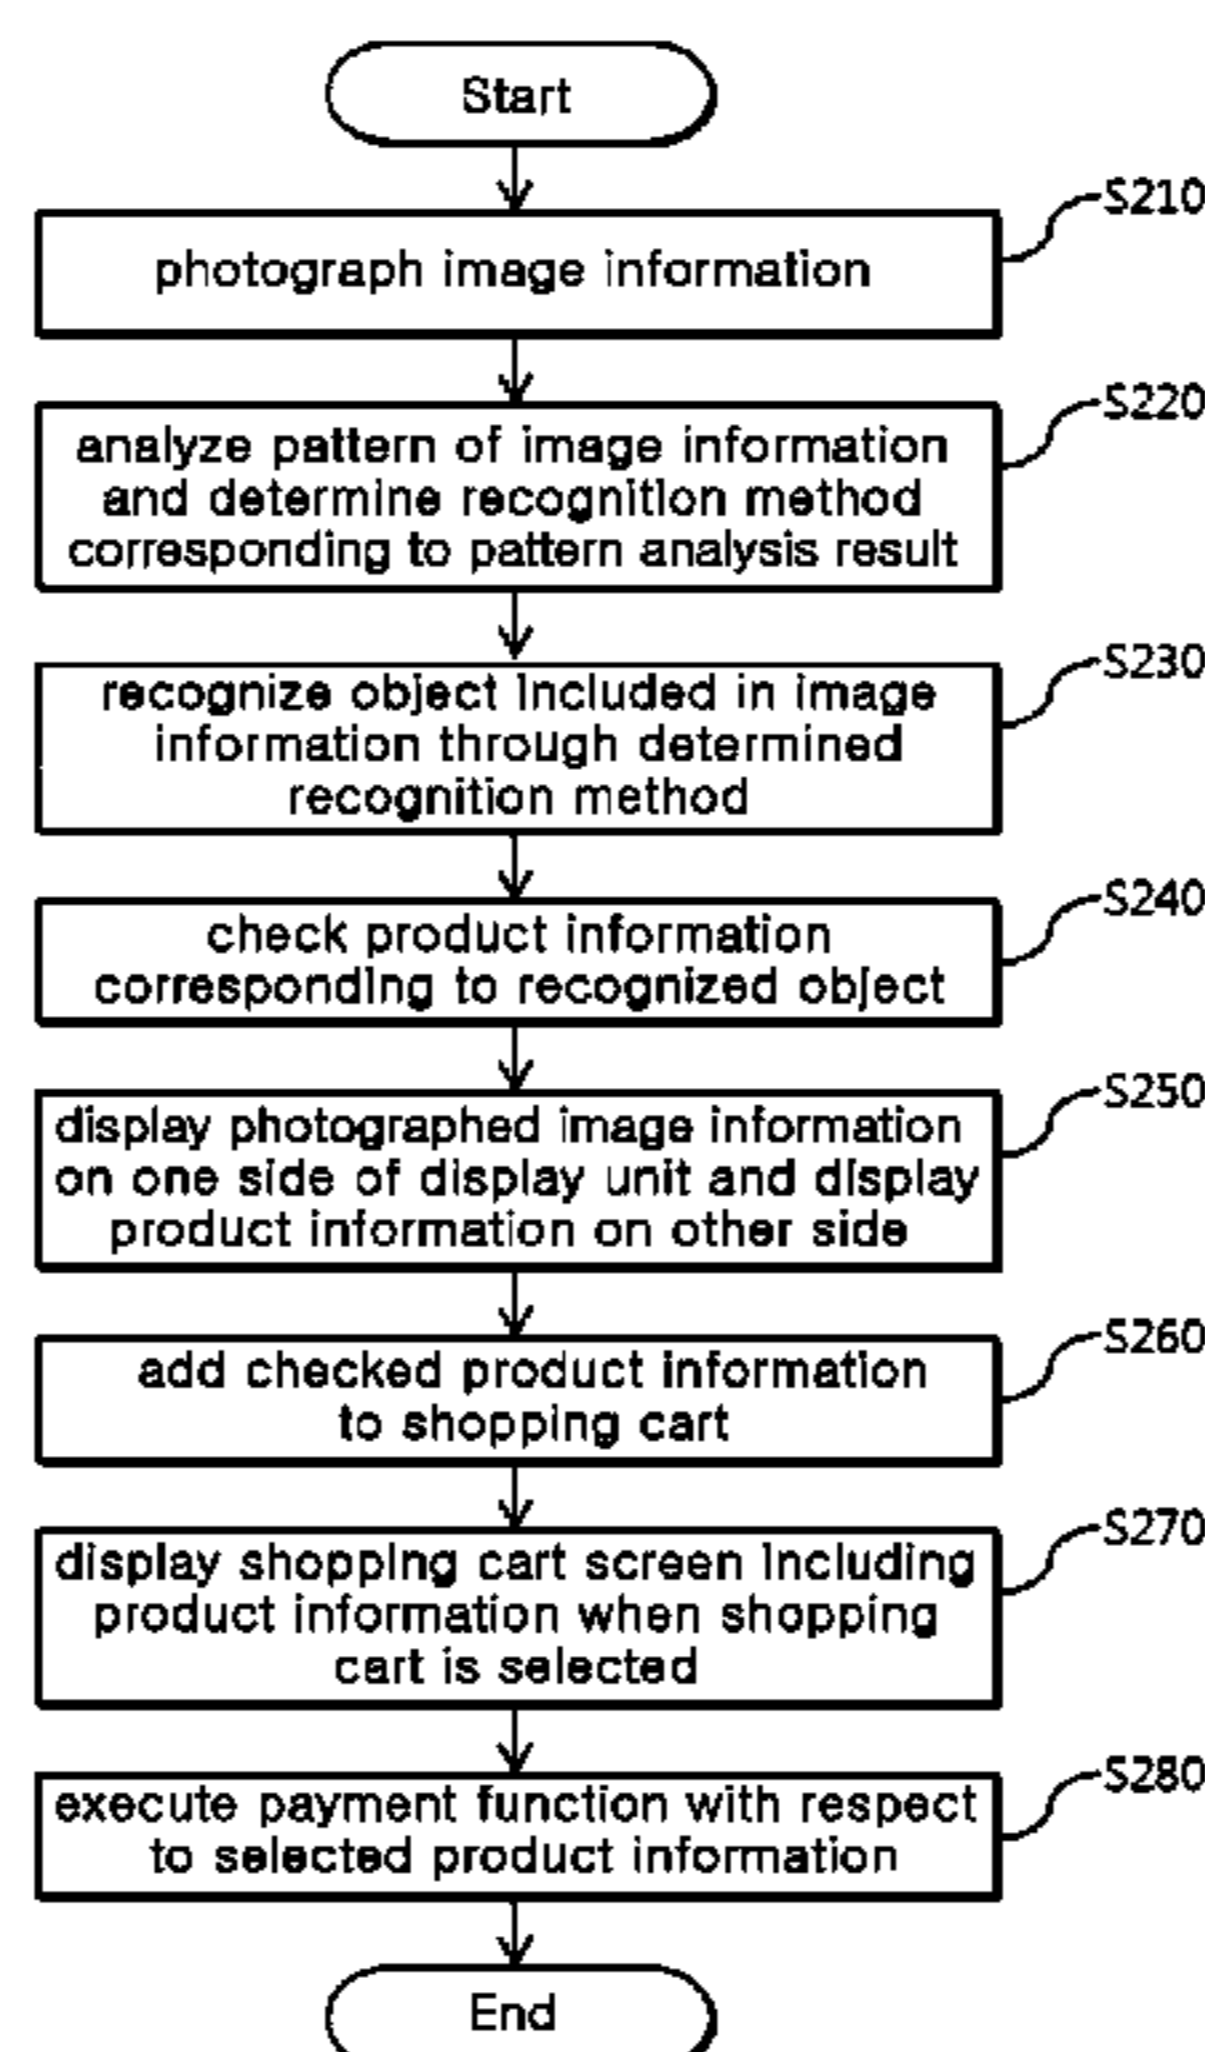 Start
S210
photograph image information
S220
analyze pattern of image information
and determine recognition method
corresponding to pattern analysis result
S230
recognize object included in image
information through determined
recognition method
S240
check product information
corresponding to recognized object
S250
display photographed image information
on one side of display unit and display
product information on other side
S260
add checked product information
to shopping cart
S270
display shopping cart screen including
product information when shopping
cart is selected
S280
execute payment function with respect
to selected product information
End